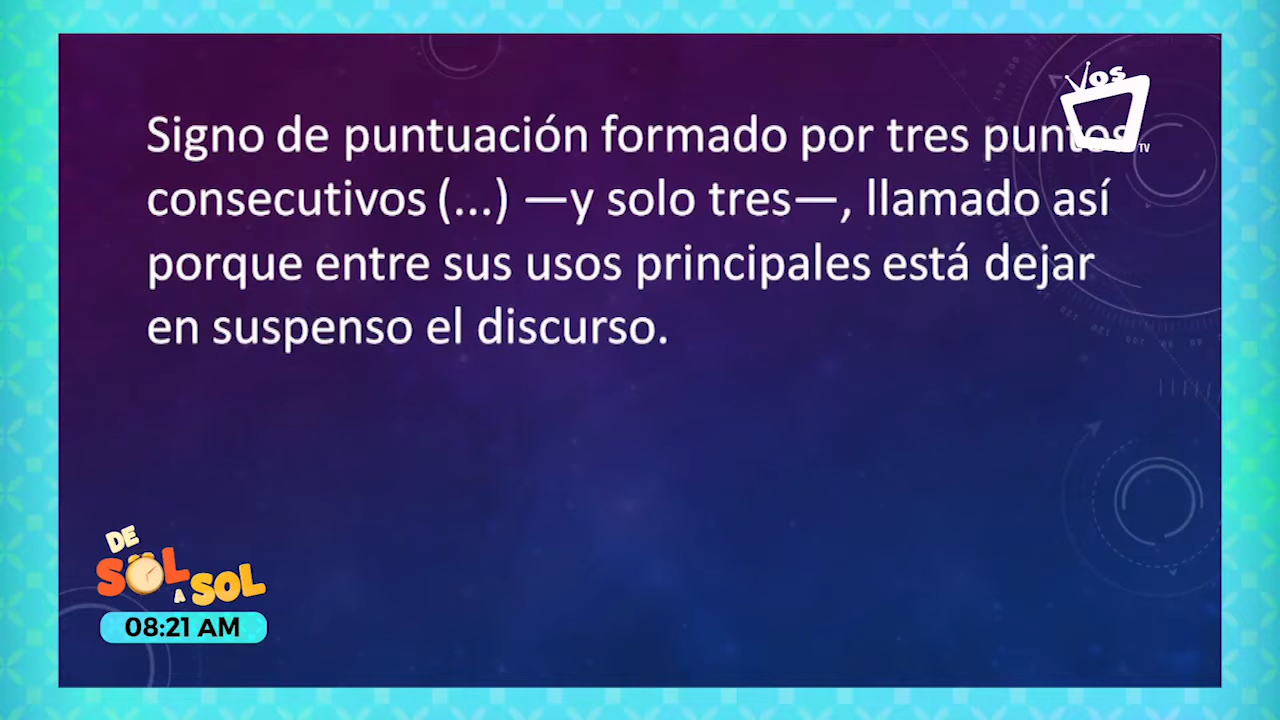 Signo de puntuación formado por tres puntos
consecutivos (...) —y solo tres—, llamado así
porque entre sus usos principales está dejar
en suspenso el discurso.
VOS
TV
DE
SOL
A SOL
08:21 AM